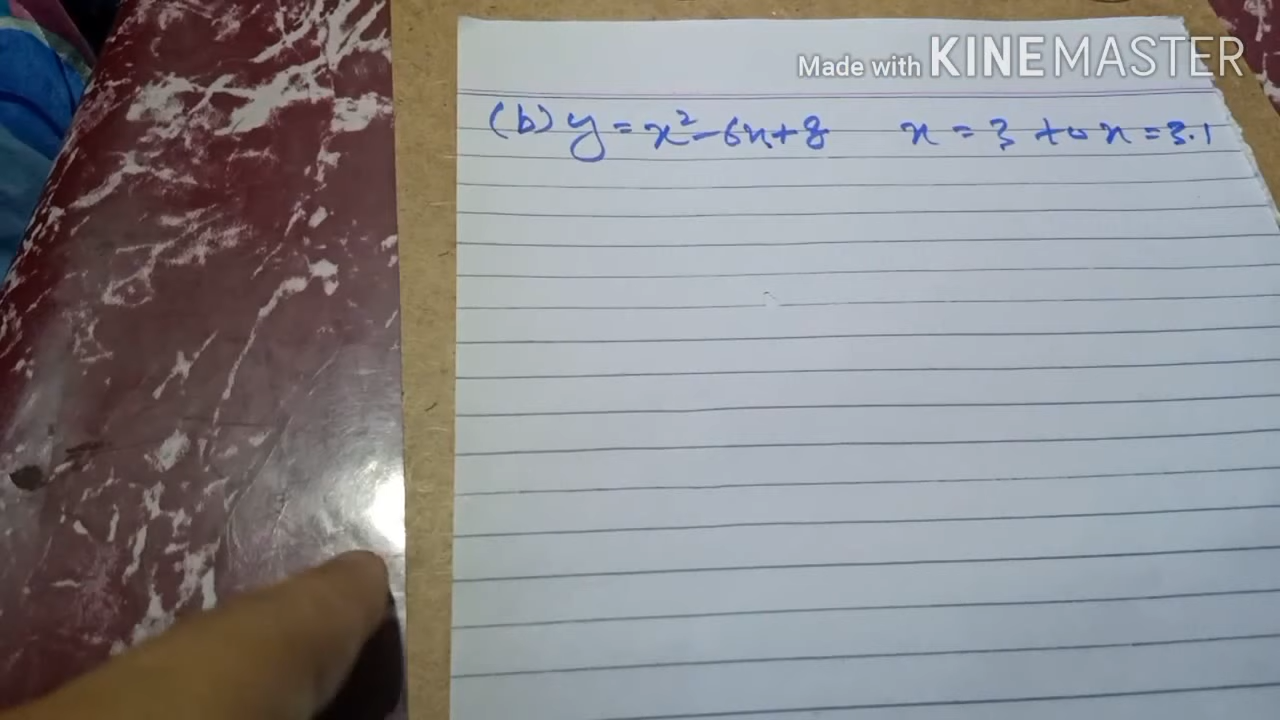 Made with KINEMASTER
(b) y = x² - 6x + 8 x = 3 to x = 3.1